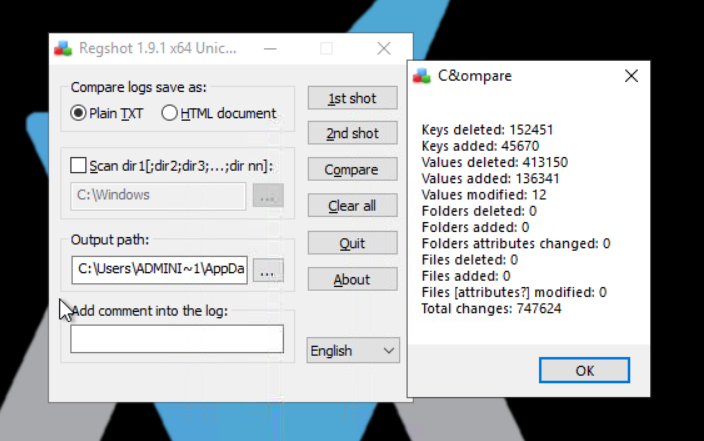 Regshot 1.9.1 x64 Unic...
Compare logs save as:
Plain TXT
HTML document
1st shot
2nd shot
Scan dir1[;dir2;dir3;...;dir nn]:
C:\Windows
...
Compare
Clear all
Output path:
C:\Users\ADMINI~1\AppDa
...
Quit
About
Add comment into the log:
English
C&ompare
Keys deleted: 152451
Keys added: 45670
Values deleted: 413150
Values added: 136341
Values modified: 12
Folders deleted: 0
Folders added: 0
Folders attributes changed: 0
Files deleted: 0
Files added: 0
Files [attributes?] modified: 0
Total changes: 747624
OK